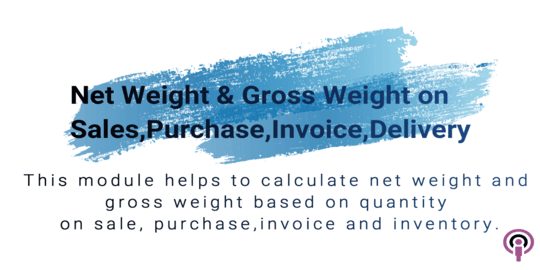 Net Weight & Gross Weight on
Sales,Purchase,Invoice,Delivery
This module helps to calculate net weight and
gross weight based on quantity
on sale, purchase,invoice and inventory.